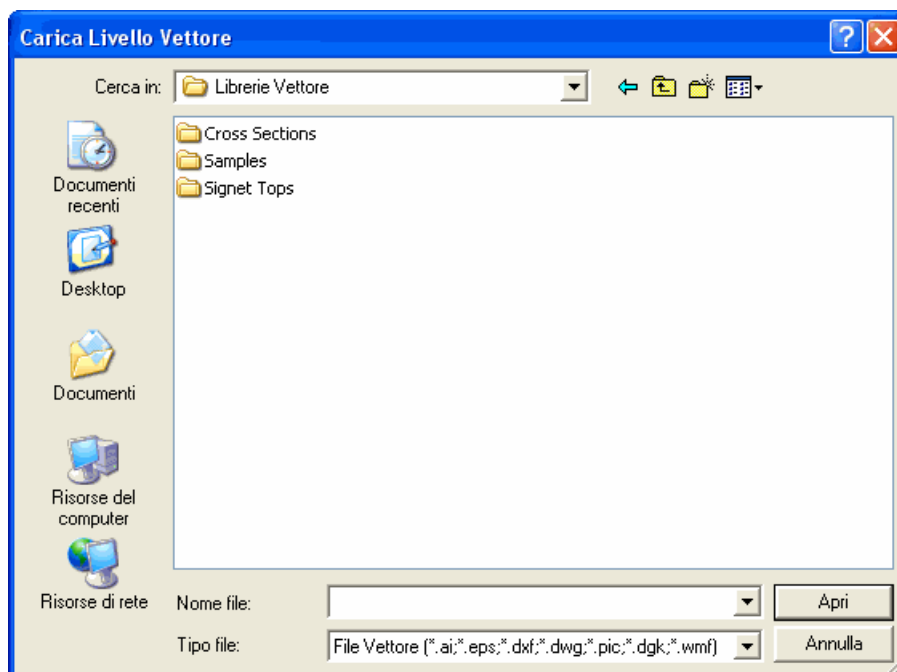 Carica Livello Vettore
Cerca in: Librerie Vettore
Cross Sections
Samples
Signet Tops
Documenti
recenti
Desktop
Documenti
Risorse del
computer
Risorse di rete
Nome file:
Apri
Tipo file: File Vettore (*.ai;*.eps;*.dxf;*.dwg;*.pic;*.dgk;*.wmf)
Annulla